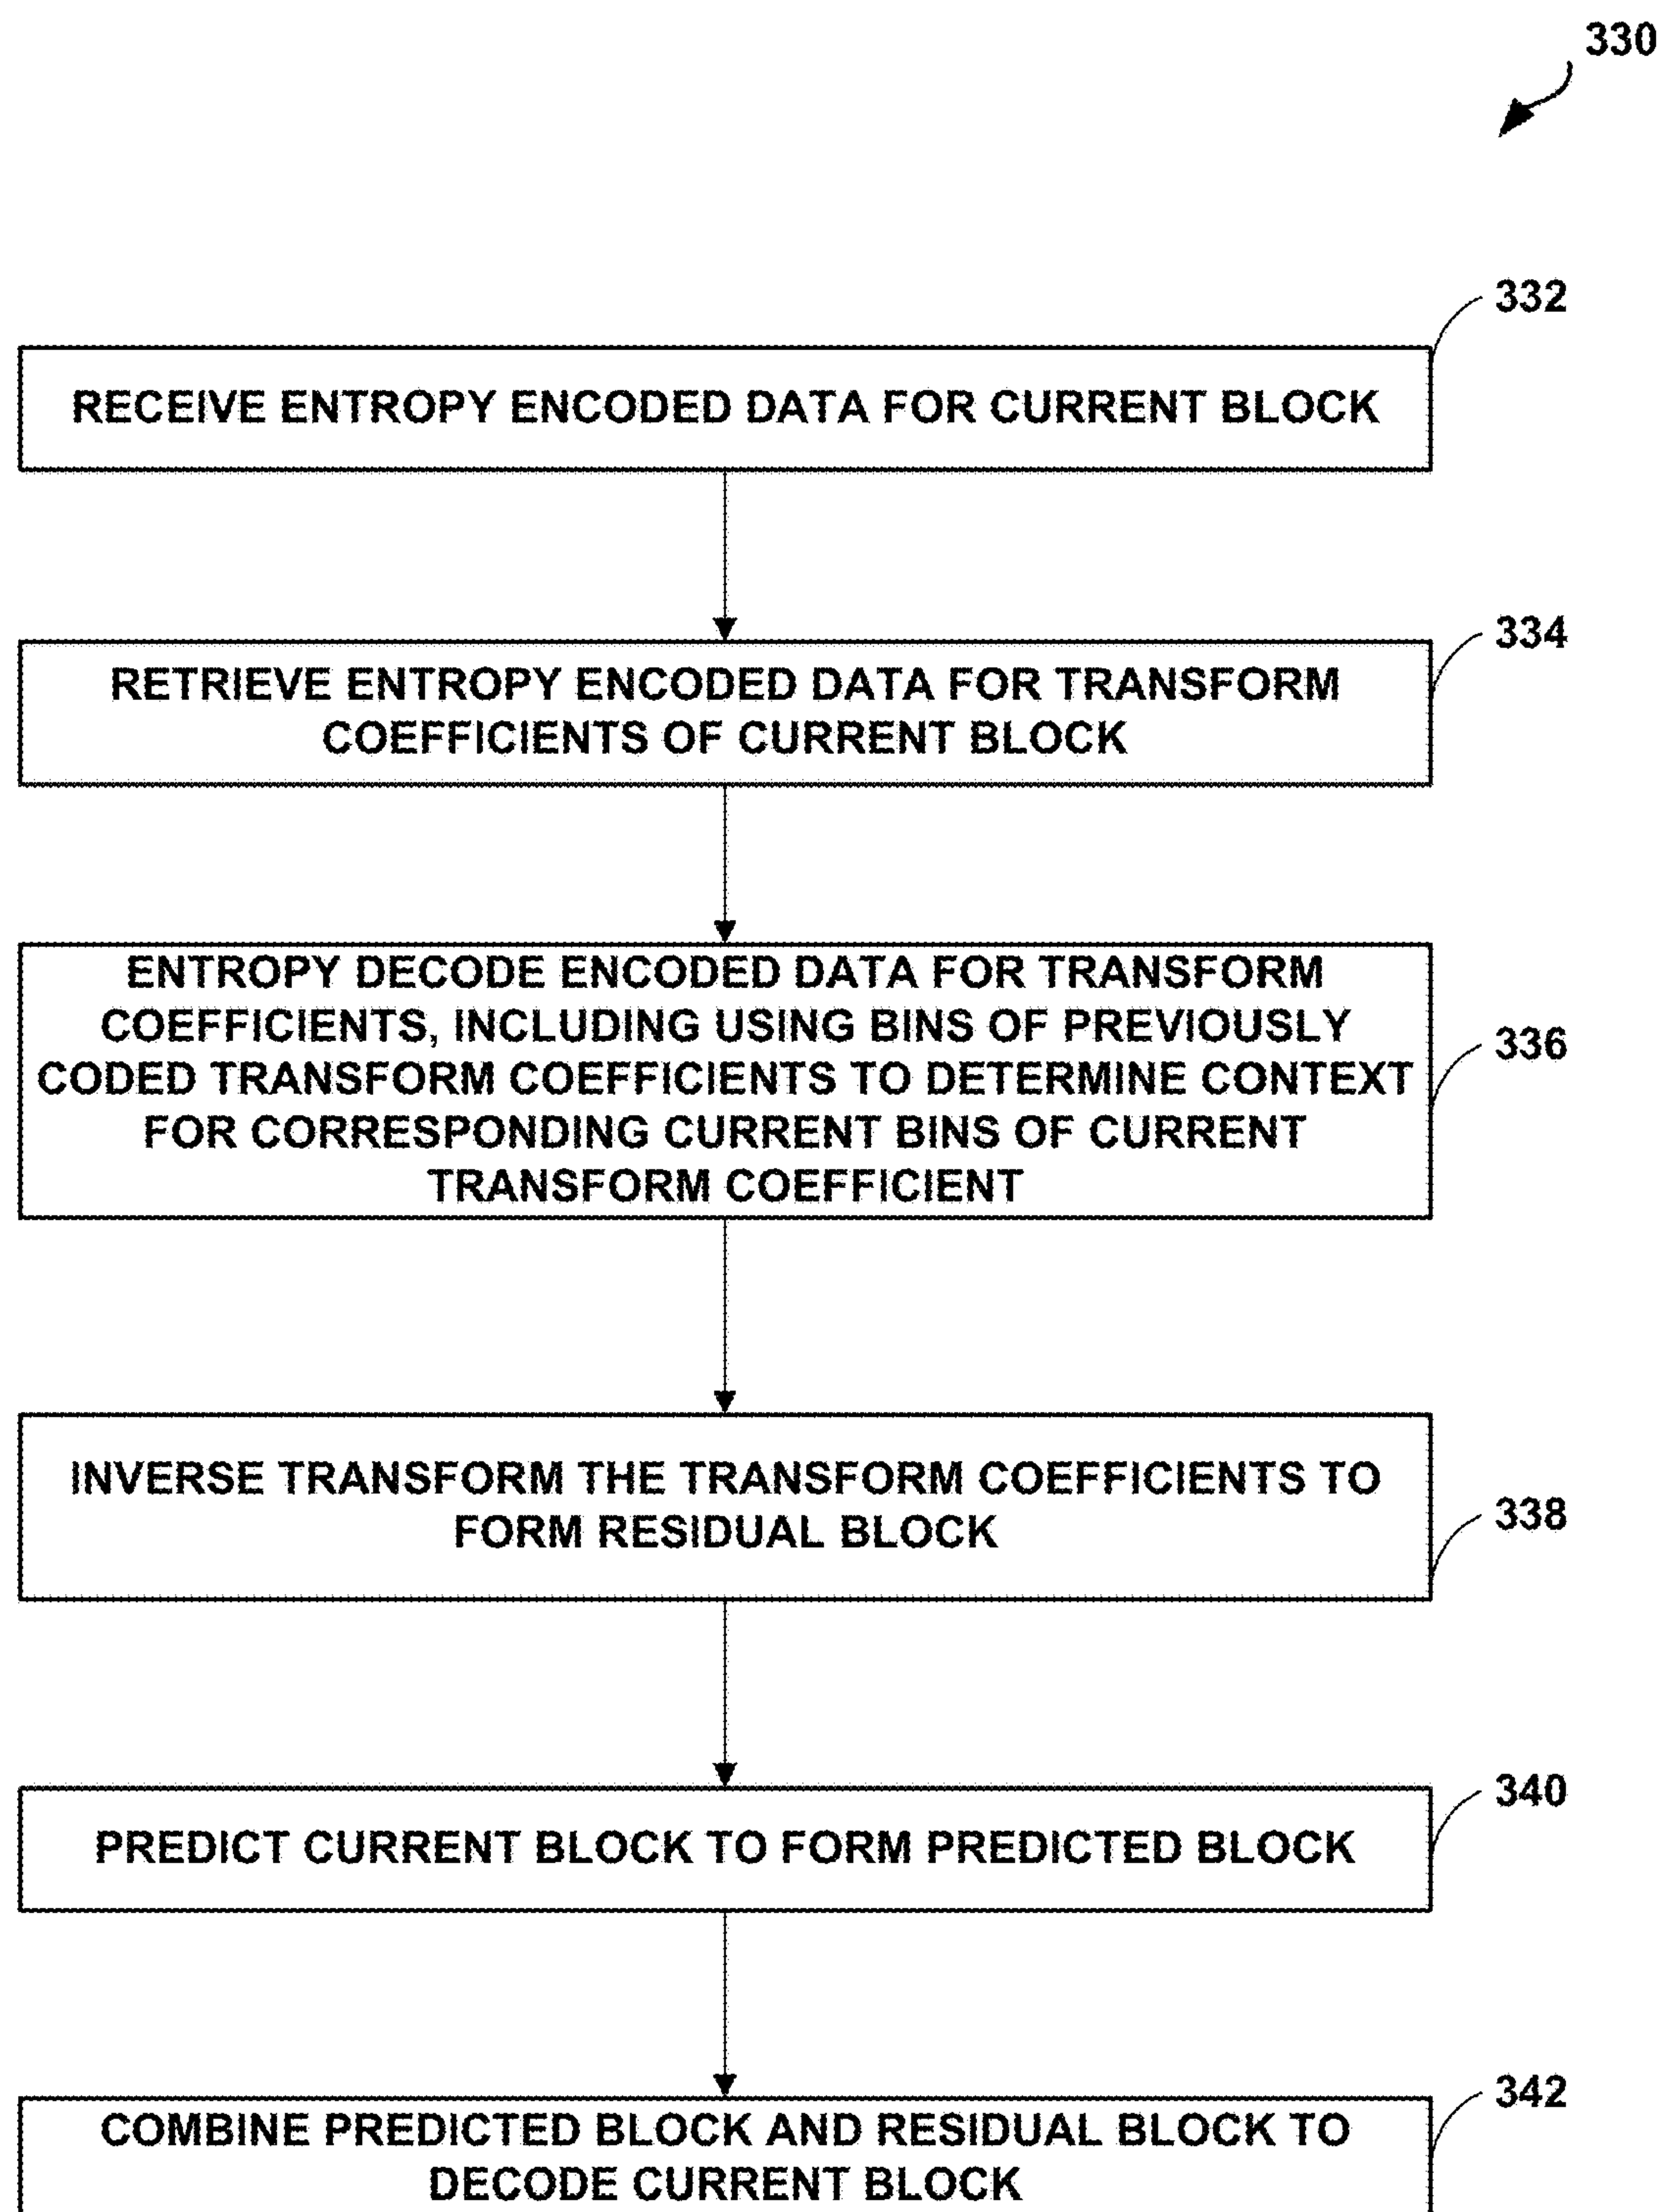 330
332
RECEIVE ENTROPY ENCODED DATA FOR CURRENT BLOCK
334
RETRIEVE ENTROPY ENCODED DATA FOR TRANSFORM
COEFFICIENTS OF CURRENT BLOCK
ENTROPY DECODE ENCODED DATA FOR TRANSFORM
COEFFICIENTS, INCLUDING USING BINS OF PREVIOUSLY
CODED TRANSFORM COEFFICIENTS TO DETERMINE CONTEXT
FOR CORRESPONDING CURRENT BINS OF CURRENT
TRANSFORM COEFFICIENT
336
INVERSE TRANSFORM THE TRANSFORM COEFFICIENTS TO
FORM RESIDUAL BLOCK
338
340
PREDICT CURRENT BLOCK TO FORM PREDICTED BLOCK
342
COMBINE PREDICTED BLOCK AND RESIDUAL BLOCK TO
DECODE CURRENT BLOCK